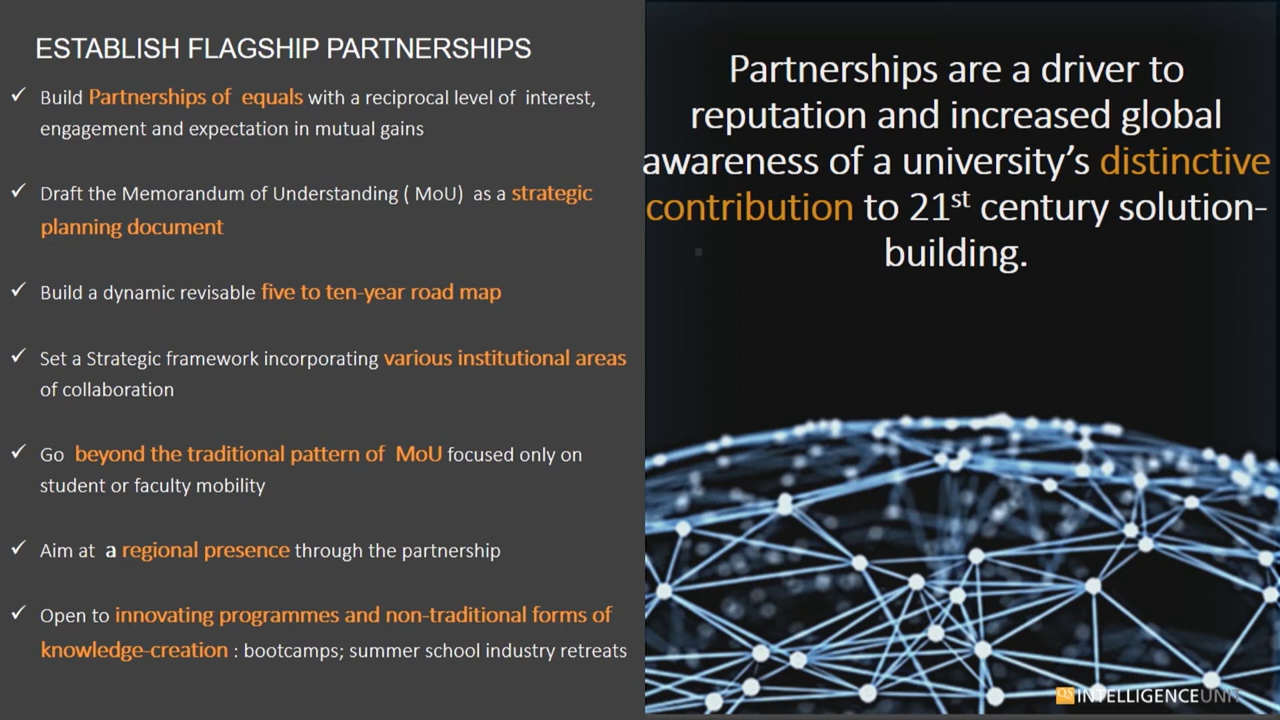 ESTABLISH FLAGSHIP PARTNERSHIPS
✓ Build Partnerships of equals with a reciprocal level of interest,
engagement and expectation in mutual gains
✓ Draft the Memorandum of Understanding ( MoU) as a strategic
planning document
✓ Build a dynamic revisable five to ten-year road map
✓ Set a Strategic framework incorporating various institutional areas
of collaboration
✓ Go beyond the traditional pattern of MoU focused only on
student or faculty mobility
✓ Aim at a regional presence through the partnership
✓ Open to innovating programmes and non-traditional forms of
knowledge-creation : bootcamps; summer school industry retreats
Partnerships are a driver to
reputation and increased global
awareness of a university’s distinctive
contribution to 21st century solution-
building.
QS INTELLIGENCEUNIT